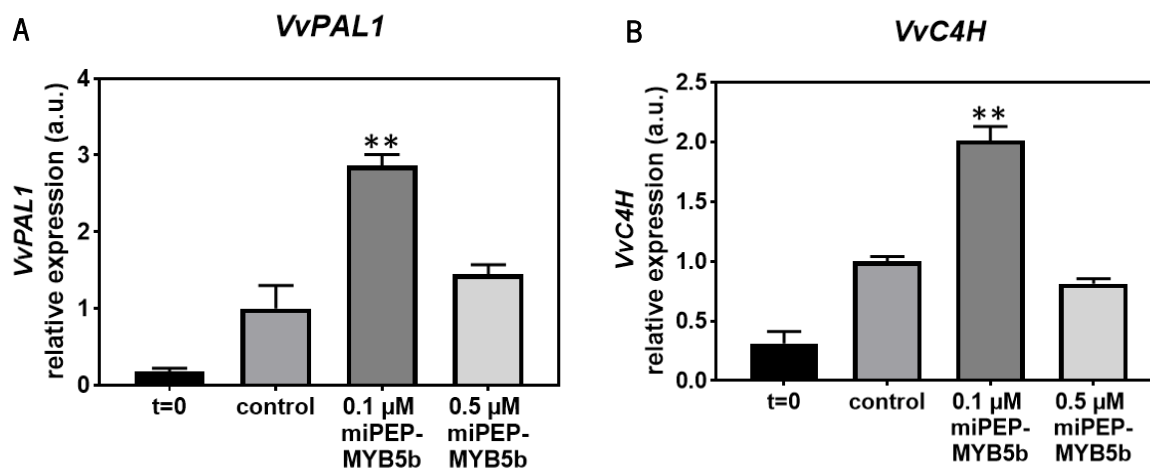 A
VvPAL1
VvPAL1
relative expression (a.u.)
4
3
2
1
0
**
t=0
control
0.1 µM
miPEP-
MYB5b
0.5 µM
miPEP-
MYB5b
B
VvC4H
VvC4H
relative expression (a.u.)
2.5
2.0
1.5
1.0
0.5
0.0
**
t=0
control
0.1 µM
miPEP-
MYB5b
0.5 µM
miPEP-
MYB5b